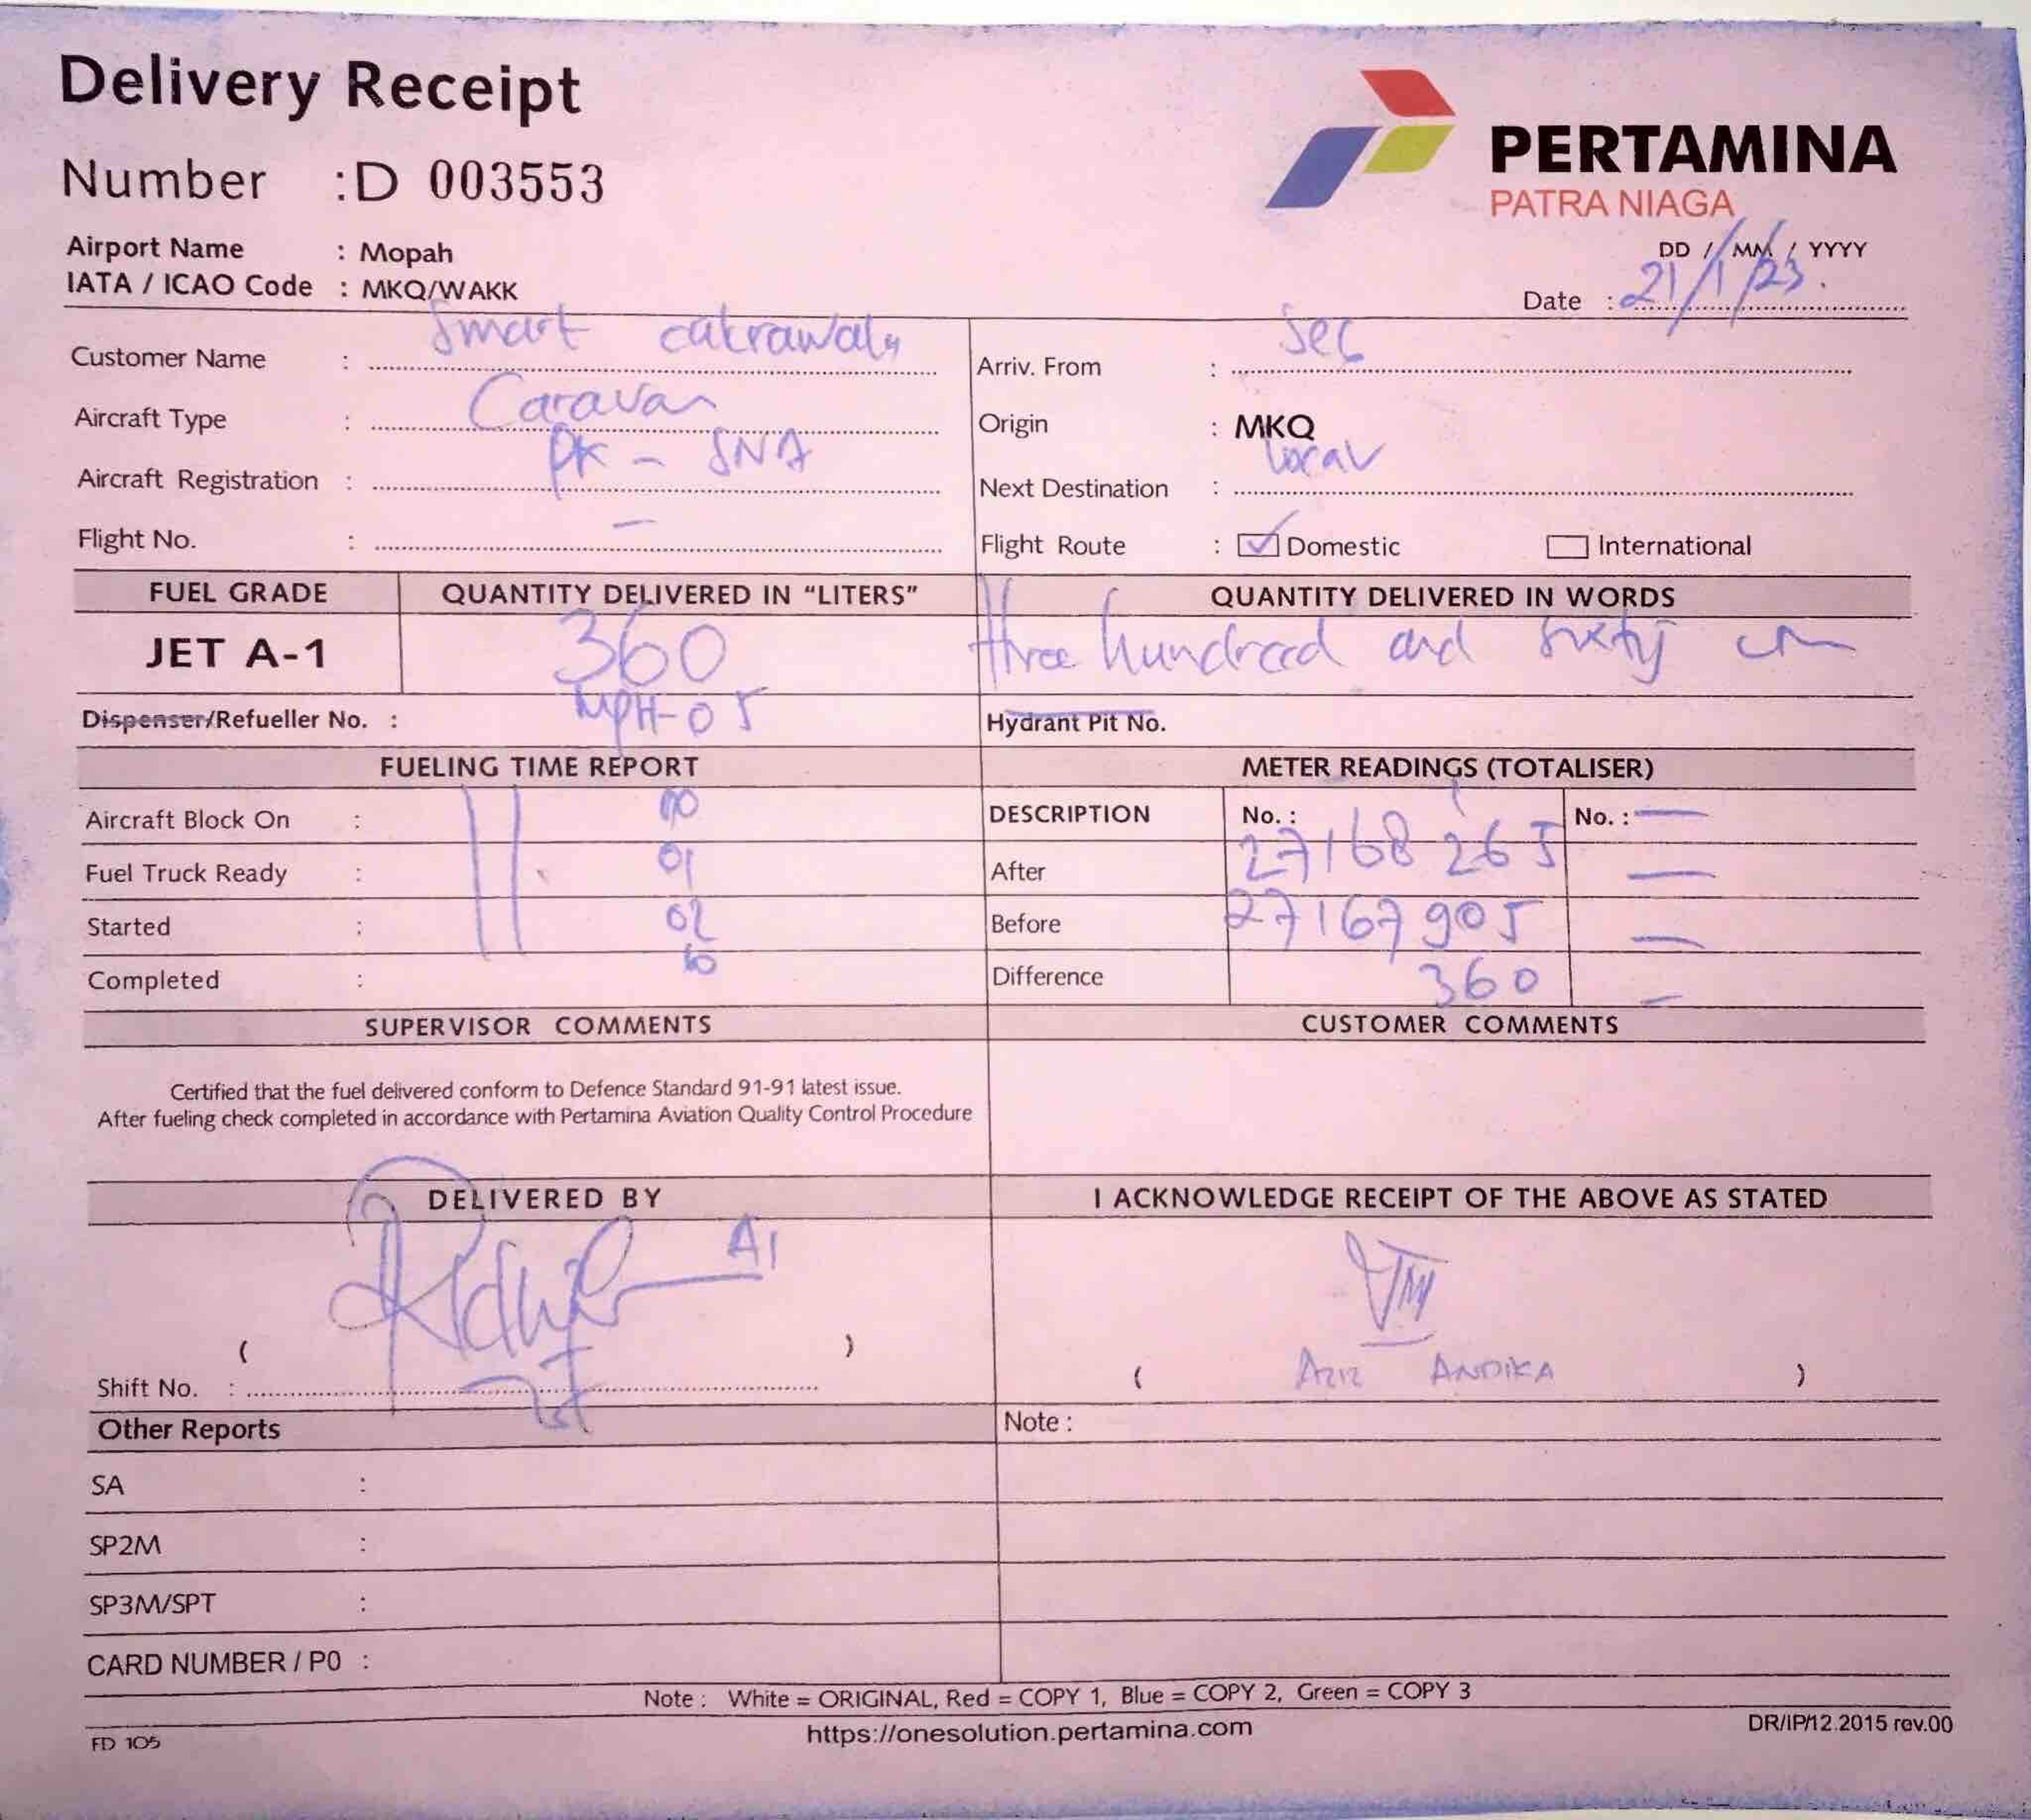 Delivery Receipt
PERTAMINA
PATRA NIAGA
Number : D 003553
Airport Name : Mopah
DD / MM / YYYY
IATA / ICAO Code : MKQ/WAKK
Date : 21/1/23.
Customer Name : Smart cakrawala
Arriv. From :
Aircraft Type : Caravan
Origin : MKQ
Aircraft Registration : PK - SNA
Next Destination : local
Flight No. : -
Flight Route : Domestic International
FUEL GRADE QUANTITY DELIVERED IN "LITERS" QUANTITY DELIVERED IN WORDS
JET A-1 360 three hundread and sixty
Dispenser/Refueller No. : MPH-05 Hydrant Pit No.
FUELING TIME REPORT METER READINGS (TOTALISER)
Aircraft Block On : 11 00 DESCRIPTION No. : No. : -
Fuel Truck Ready : 01 After 27168265 -
Started : 02 Before 27167905 -
Completed : 10 Difference 360 -
SUPERVISOR COMMENTS CUSTOMER COMMENTS
Certified that the fuel delivered conform to Defence Standard 91-91 latest issue.
After fueling check completed in accordance with Pertamina Aviation Quality Control Procedure
DELIVERED BY I ACKNOWLEDGE RECEIPT OF THE ABOVE AS STATED
( ) ( AZIZ ANDIKA )
Shift No. :
Other Reports Note :
SA :
SP2M :
SP3M/SPT :
CARD NUMBER / P0 :
Note : White = ORIGINAL, Red = COPY 1, Blue = COPY 2, Green = COPY 3
FD 105 https://onesolution.pertamina.com DR/IP/12.2015 rev.00